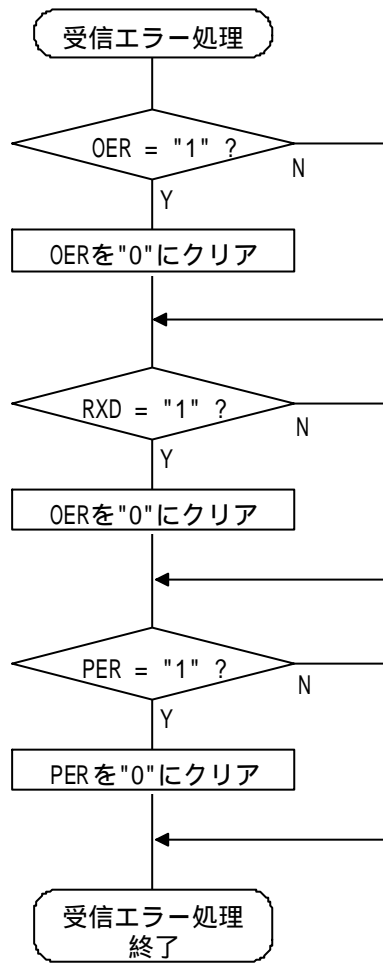 受信エラー処理
OER = "1" ?
N
Y
OERを"0"にクリア
RXD = "1" ?
N
Y
OERを"0"にクリア
PER = "1" ?
N
Y
PERを"0"にクリア
受信エラー処理
終了